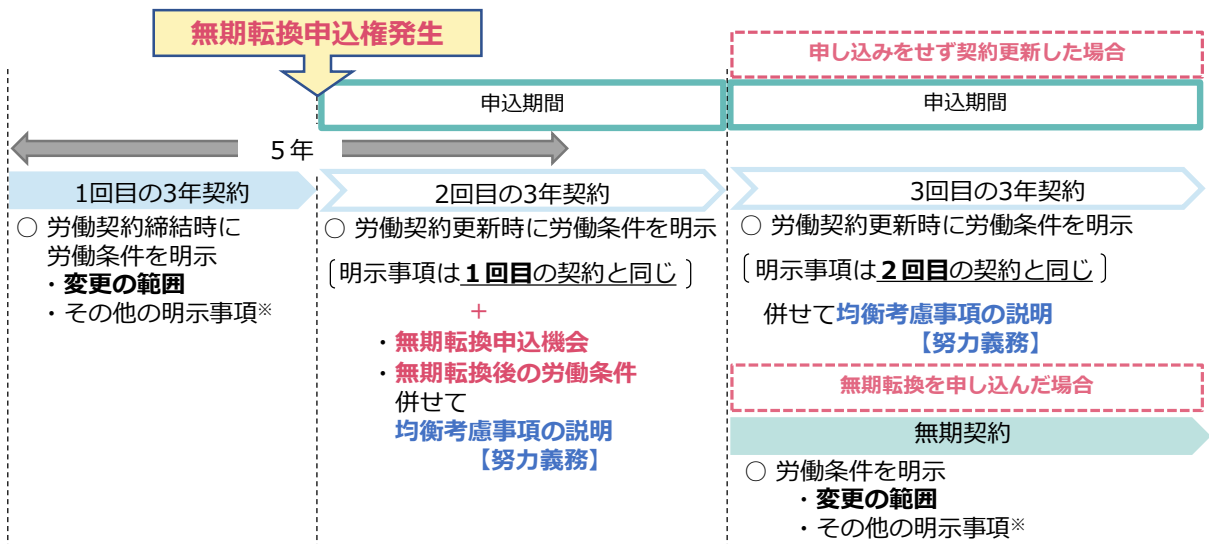 無期転換申込権発生
申し込みをせず契約更新した場合
申込期間
申込期間
５年
1回目の3年契約
○ 労働契約締結時に
労働条件を明示
・変更の範囲
・その他の明示事項※
2回目の3年契約
○ 労働契約更新時に労働条件を明示
〔明示事項は１回目の契約と同じ〕
＋
・無期転換申込機会
・無期転換後の労働条件
併せて
均衡考慮事項の説明
【努力義務】
3回目の3年契約
○ 労働契約更新時に労働条件を明示
〔明示事項は２回目の契約と同じ〕
併せて均衡考慮事項の説明
【努力義務】
無期転換を申し込んだ場合
無期契約
○ 労働条件を明示
・変更の範囲
・その他の明示事項※